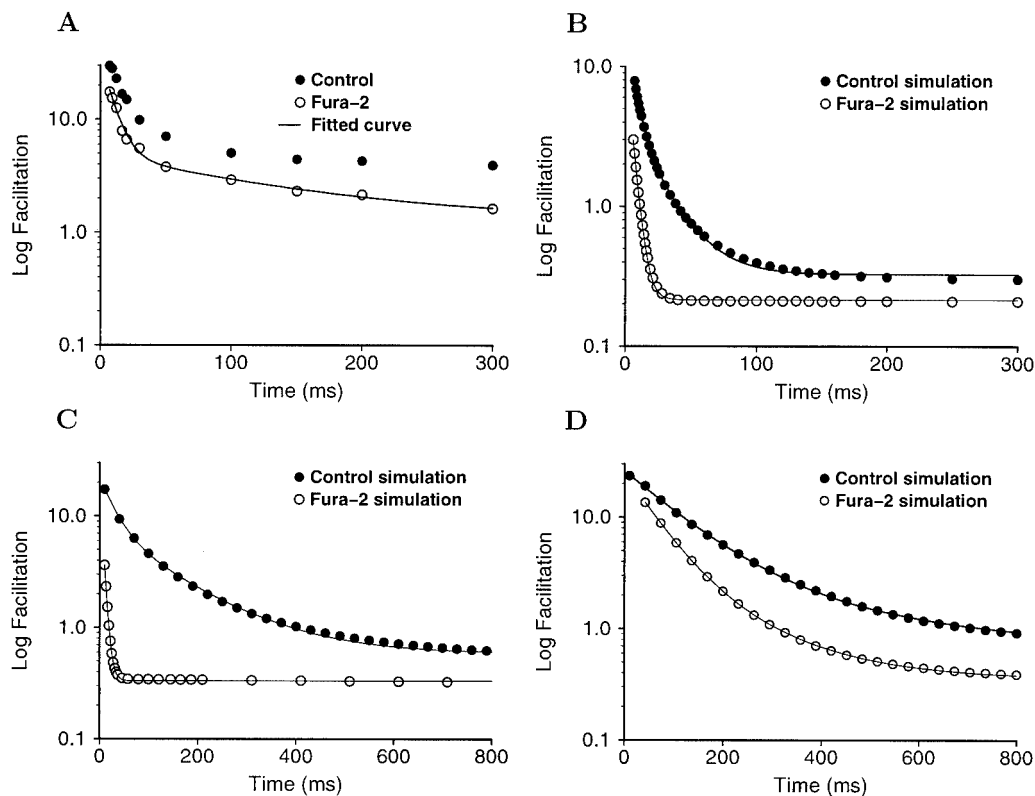 A
Control
Fura-2
Fitted curve
10.0
1.0
0.1
Log Facilitation
0 100 200 300
Time (ms)
B
Control simulation
Fura-2 simulation
10.0
1.0
0.1
Log Facilitation
0 100 200 300
Time (ms)
C
Control simulation
Fura-2 simulation
10.0
1.0
0.1
Log Facilitation
0 200 400 600 800
Time (ms)
D
Control simulation
Fura-2 simulation
10.0
1.0
0.1
Log Facilitation
0 200 400 600 800
Time (ms)